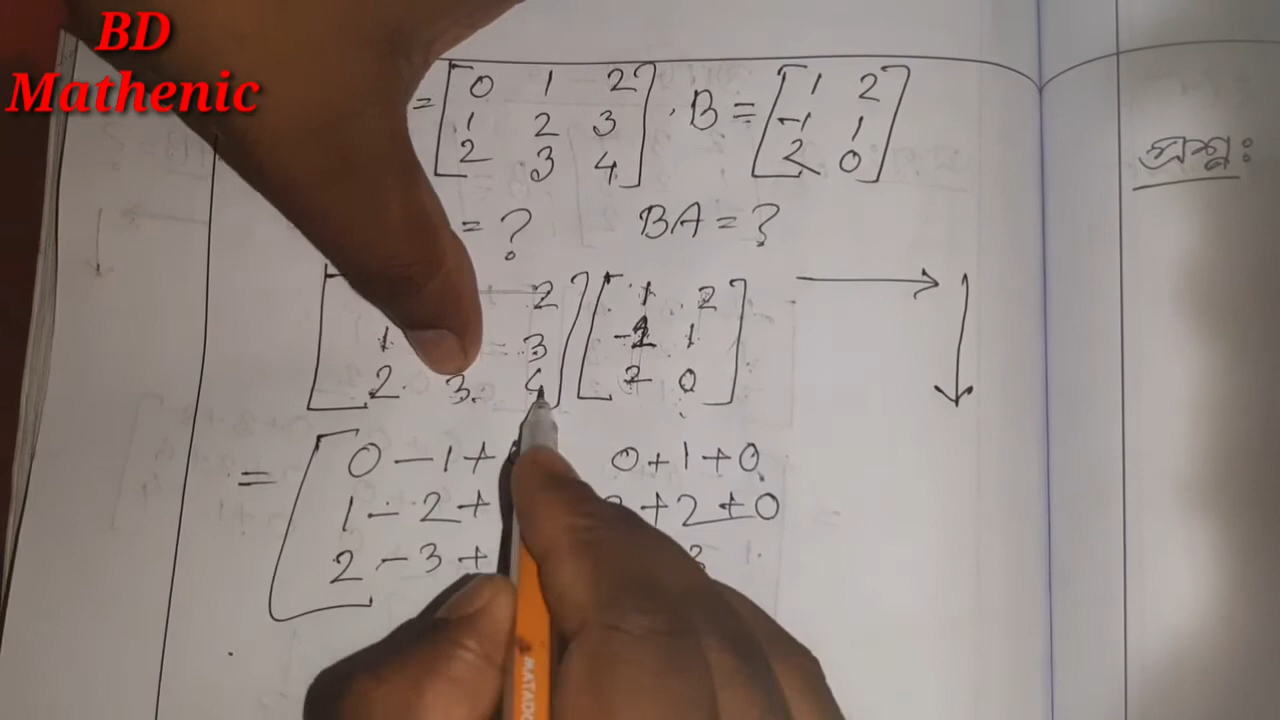 BD
Mathenic
= [ 0 1 2 ] . B = [ 1 2 ]
1 2 3 -1 1
2 3 4 2 0
প্রশ্ন:
= ? BA = ?
[ 2 ] [ 1 2 ]
1 3 1
2 3 4 2 0
= [ 0 - 1 + 0 + 1 + 0
1 - 2 + + 2 + 0
2 - 3 +
MATADO